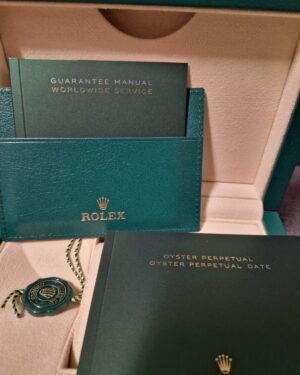 GUARANTEE MANUAL
WORLDWIDE SERVICE
ROLEX
OYSTER PERPETUAL
OYSTER PERPETUAL DATE